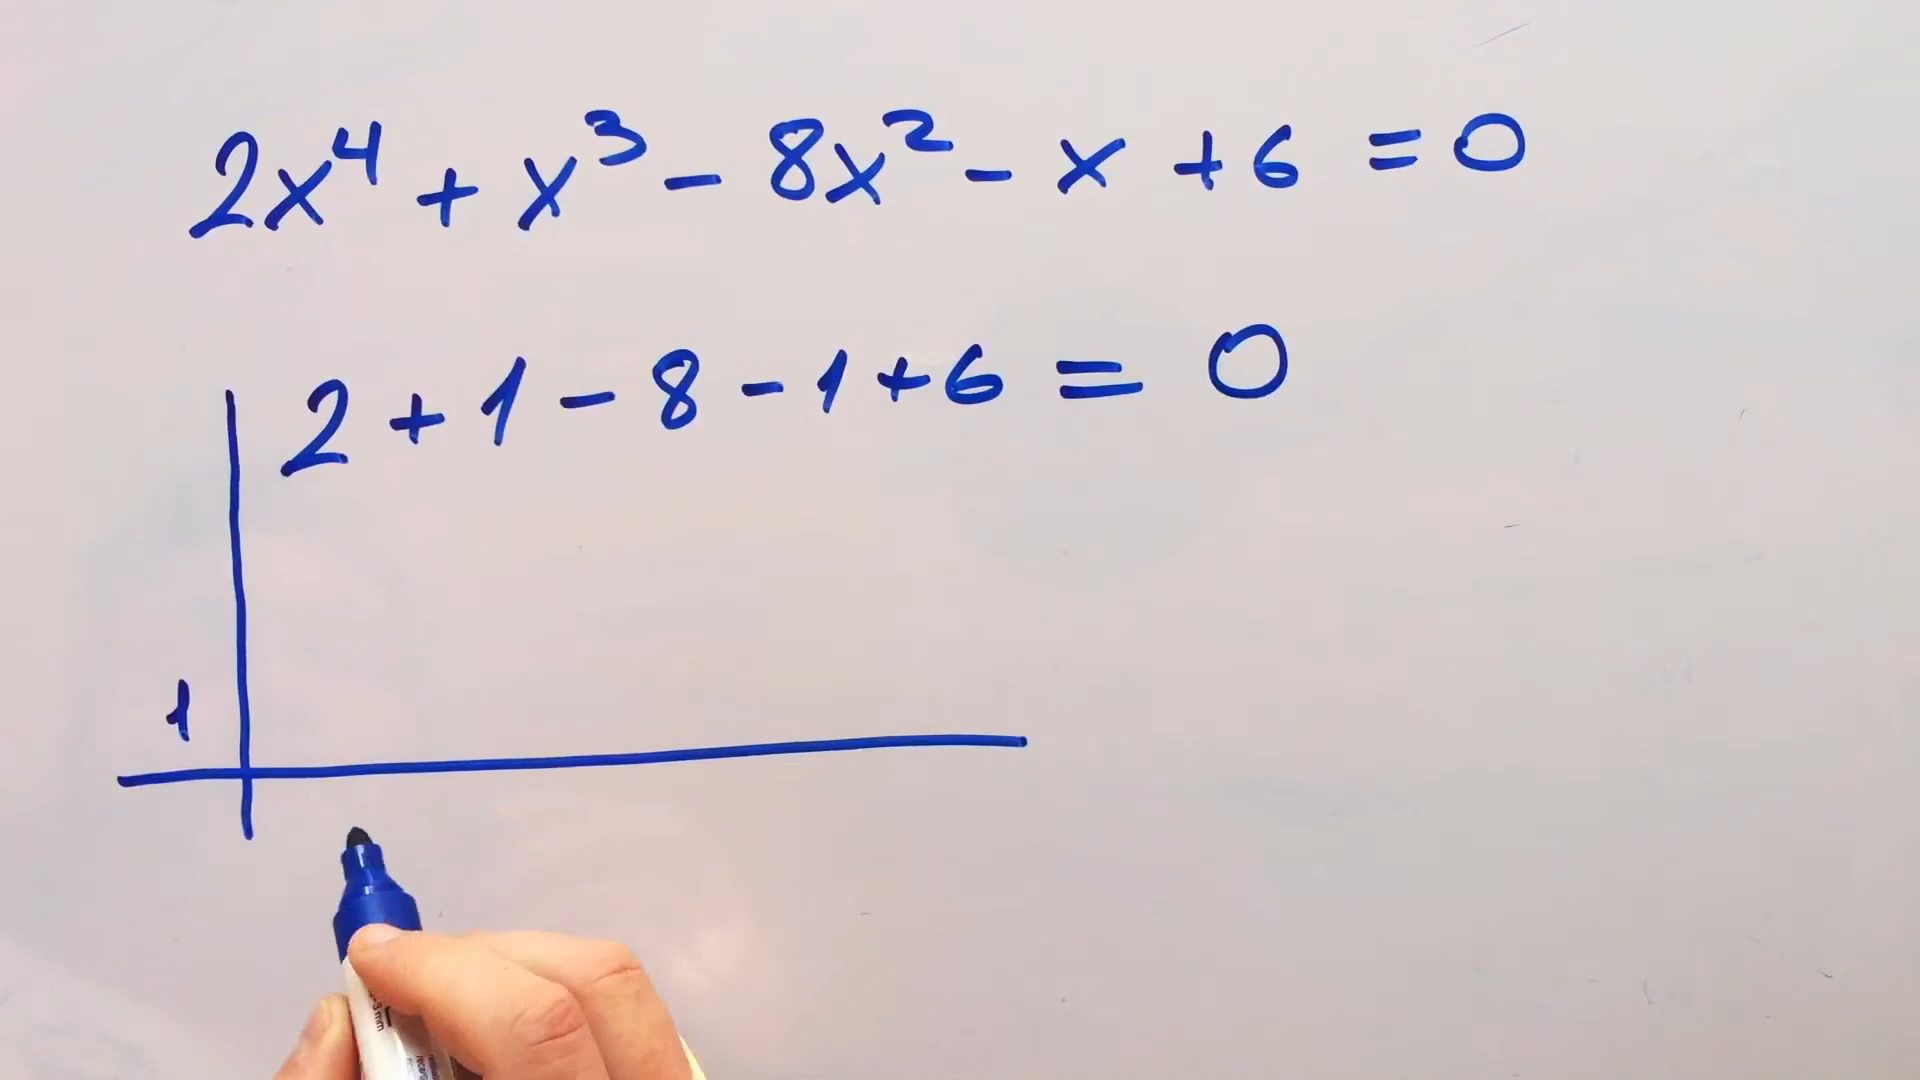 2x⁴ + x³ - 8x² - x + 6 = 0
2 + 1 - 8 - 1 + 6 = 0
1